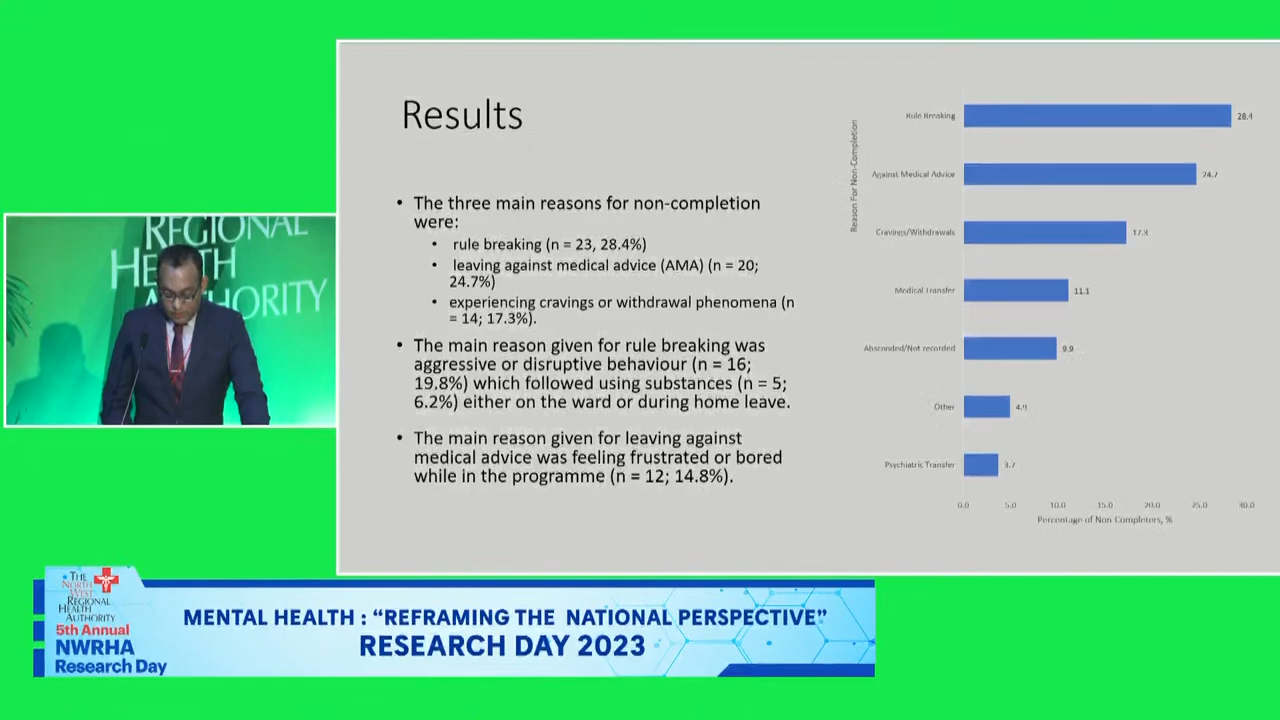 Results
• The three main reasons for non-completion
were:
• rule breaking (n = 23, 28.4%)
• leaving against medical advice (AMA) (n = 20;
24.7%)
• experiencing cravings or withdrawal phenomena (n
= 14; 17.3%).
• The main reason given for rule breaking was
aggressive or disruptive behaviour (n = 16;
19.8%) which followed using substances (n = 5;
6.2%) either on the ward or during home leave.
• The main reason given for leaving against
medical advice was feeling frustrated or bored
while in the programme (n = 12; 14.8%).
Reason For Non-Completion
Rule Breaking 28.4
Against Medical Advice 24.7
Cravings/Withdrawals 17.3
Medical Transfer 11.1
Absconded/Not recorded 9.9
Other 4.9
Psychiatric Transfer 3.7
0.0 5.0 10.0 15.0 20.0 25.0 30.0
Percentage of Non Completers, %
REGIONAL
HE TH
A ORITY
THE
NORTH
WEST
REGIONAL
HEALTH
AUTHORITY
5th Annual
NWRHA
Research Day
MENTAL HEALTH : “REFRAMING THE NATIONAL PERSPECTIVE”
RESEARCH DAY 2023